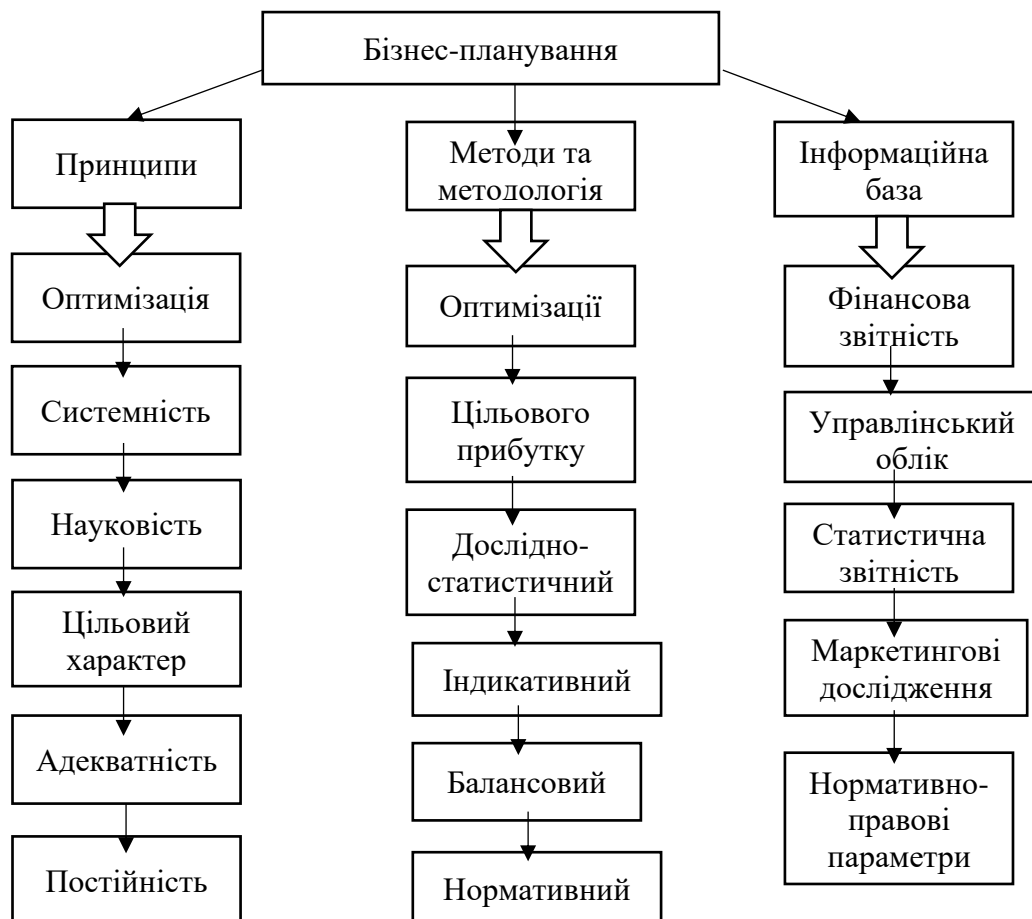 Бізнес-планування
Принципи
Методи та
методологія
Інформаційна
база
Оптимізація
Системність
Науковість
Цільовий
характер
Адекватність
Постійність
Оптимізації
Цільового
прибутку
Дослідно-
статистичний
Індикативний
Балансовий
Нормативний
Фінансова
звітність
Управлінський
облік
Статистична
звітність
Маркетингові
дослідження
Нормативно-
правові
параметри